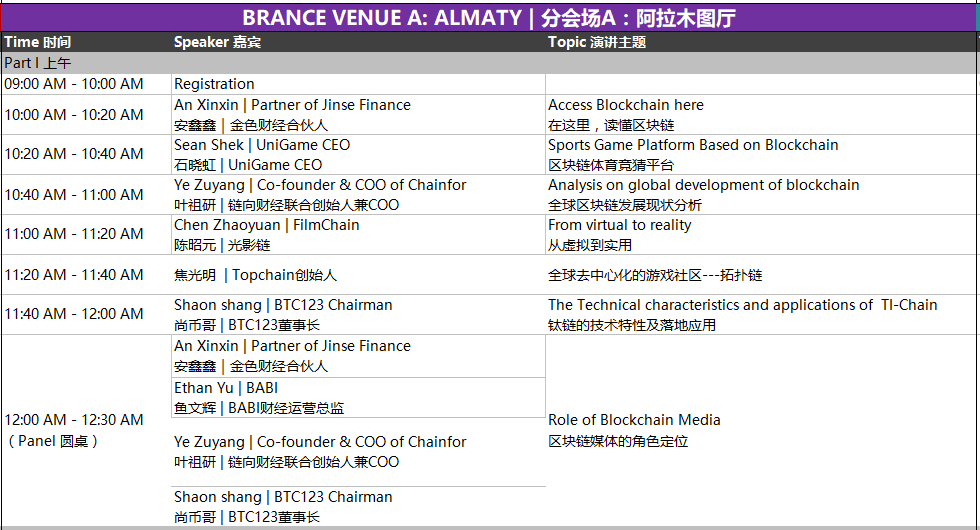 BRANCE VENUE A: ALMATY | 分会场A：阿拉木图厅
Time 时间 Speaker 嘉宾 Topic 演讲主题
Part I 上午
09:00 AM - 10:00 AM Registration
10:00 AM - 10:20 AM
An Xinxin | Partner of Jinse Finance
安鑫鑫 | 金色财经合伙人
Access Blockchain here
在这里，读懂区块链
10:20 AM - 10:40 AM
Sean Shek | UniGame CEO
石晓虹 | UniGame CEO
Sports Game Platform Based on Blockchain
区块链体育竞猜平台
10:40 AM - 11:00 AM
Ye Zuyang | Co-founder & COO of Chainfor
叶祖研 | 链向财经联合创始人兼COO
Analysis on global development of blockchain
全球区块链发展现状分析
11:00 AM - 11:20 AM
Chen Zhaoyuan | FilmChain
陈昭元 | 光影链
From virtual to reality
从虚拟到实用
11:20 AM - 11:40 AM
焦光明 | Topchain创始人
全球去中心化的游戏社区---拓扑链
11:40 AM - 12:00 AM
Shaon shang | BTC123 Chairman
尚币哥 | BTC123董事长
The Technical characteristics and applications of TI-Chain
钛链的技术特性及落地应用
12:00 AM - 12:30 AM
（Panel 圆桌）
An Xinxin | Partner of Jinse Finance
安鑫鑫 | 金色财经合伙人
Ethan Yu | BABI
鱼文辉 | BABI财经运营总监
Ye Zuyang | Co-founder & COO of Chainfor
叶祖研 | 链向财经联合创始人兼COO
Shaon shang | BTC123 Chairman
尚币哥 | BTC123董事长
Role of Blockchain Media
区块链媒体的角色定位